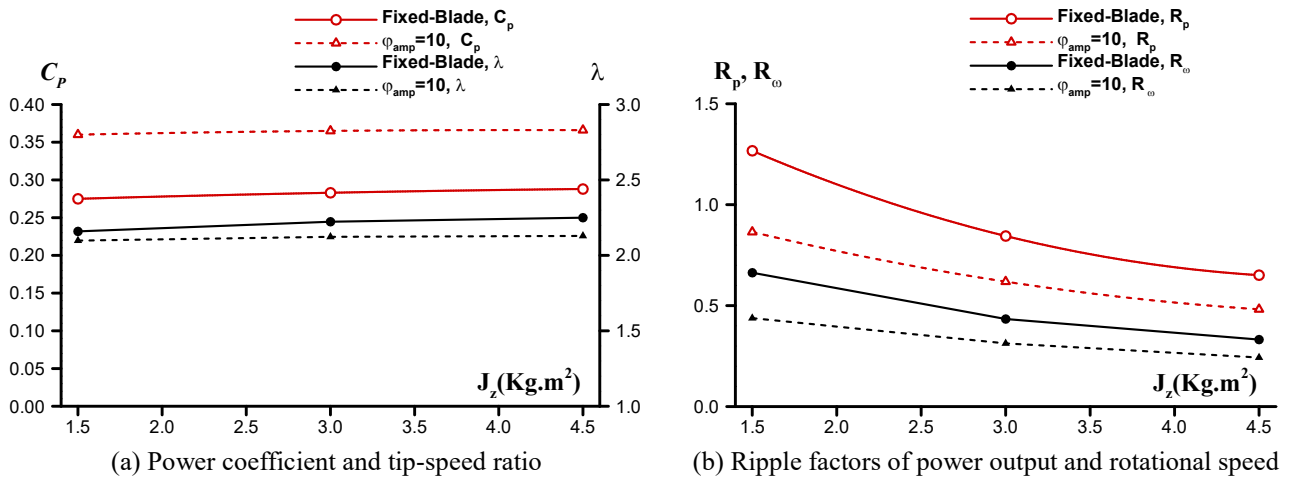 Fixed-Blade, Cp
φamp=10, Cp
Fixed-Blade, λ
φamp=10, λ
CP
λ
0.40
0.35
0.30
0.25
0.20
0.15
0.10
0.05
0.00
3.0
2.5
2.0
1.5
1.0
Jz(Kg.m²)
1.5 2.0 2.5 3.0 3.5 4.0 4.5
(a) Power coefficient and tip-speed ratio
Fixed-Blade, Rp
φamp=10, Rp
Fixed-Blade, Rω
φamp=10, Rω
Rp, Rω
1.5
1.0
0.5
0.0
Jz(Kg.m²)
1.5 2.0 2.5 3.0 3.5 4.0 4.5
(b) Ripple factors of power output and rotational speed